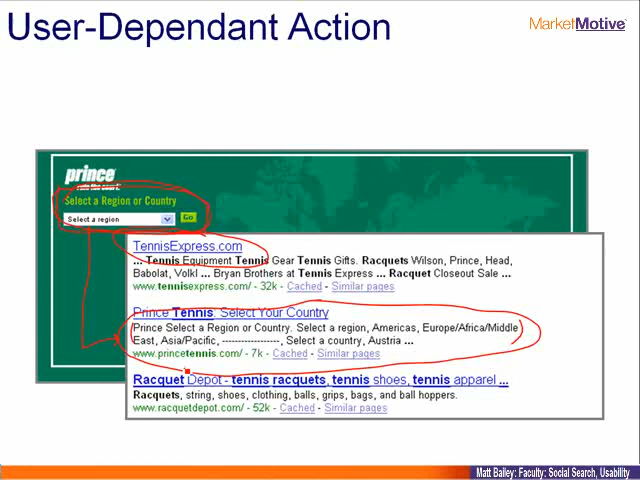 User-Dependant Action
MarketMotive
prince
Select a Region or Country
Select a region
Go
TennisExpress.com
... Tennis Equipment Tennis Gear Tennis Gifts. Racquets Wilson, Prince, Head,
Babolat, Volkl ... Bryan Brothers at Tennis Express ... Racquet Closeout Sale ...
www.tennisexpress.com/ - 32k - Cached - Similar pages
Prince Tennis: Select Your Country
Prince Select a Region or Country. Select a region, Americas, Europe/Africa/Middle
East, Asia/Pacific, ------------------, Select a country, Austria ...
www.princetennis.com/ - 7k - Cached - Similar pages
Racquet Depot - tennis racquets, tennis shoes, tennis apparel ...
Racquets, string, shoes, clothing, balls, grips, bags, and ball hoppers.
www.racquetdepot.com/ - 52k - Cached - Similar pages
Matt Bailey: Faculty: Social Search, Usability